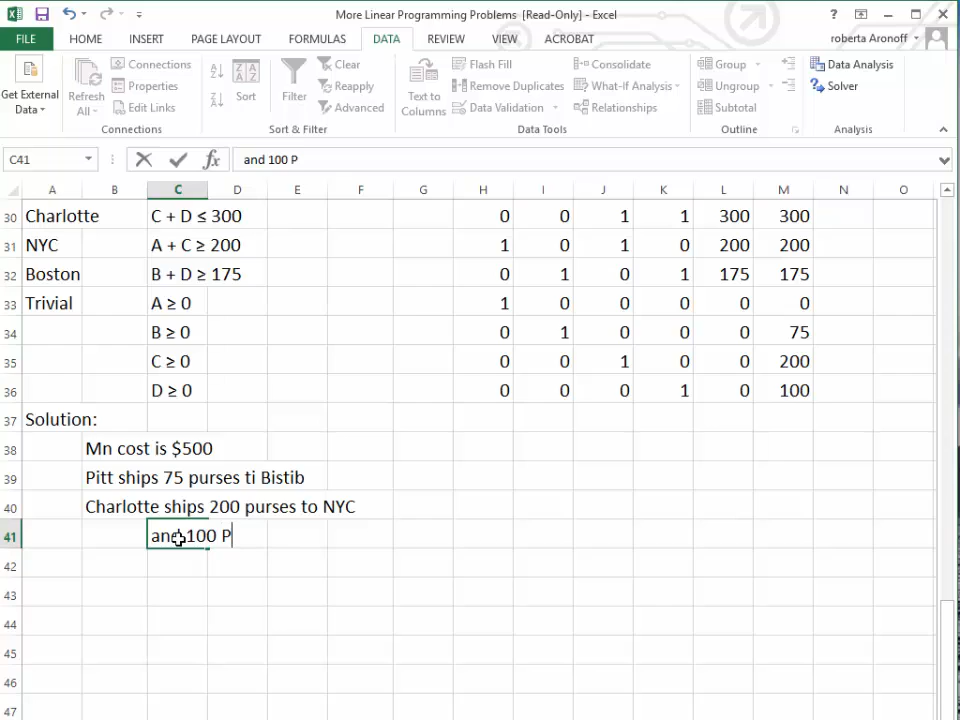 More Linear Programming Problems [Read-Only] - Excel
FILE HOME INSERT PAGE LAYOUT FORMULAS DATA REVIEW VIEW ACROBAT roberta Aronoff
Get External Data
Refresh All
Connections
Properties
Edit Links
Connections
Sort
Filter
Clear
Reapply
Advanced
Sort & Filter
Text to Columns
Flash Fill
Remove Duplicates
Data Validation
Consolidate
What-If Analysis
Relationships
Data Tools
Group
Ungroup
Subtotal
Outline
Data Analysis
Solver
Analysis
C41 fx and 100 P
A B C D E F G H I J K L M N O
30 Charlotte C + D ≤ 300 0 0 1 1 300 300
31 NYC A + C ≥ 200 1 0 1 0 200 200
32 Boston B + D ≥ 175 0 1 0 1 175 175
33 Trivial A ≥ 0 1 0 0 0 0 0
34 B ≥ 0 0 1 0 0 0 75
35 C ≥ 0 0 0 1 0 0 200
36 D ≥ 0 0 0 0 1 0 100
37 Solution:
38 Mn cost is $500
39 Pitt ships 75 purses ti Bistib
40 Charlotte ships 200 purses to NYC
41 and 100 P
42
43
44
45
46
47